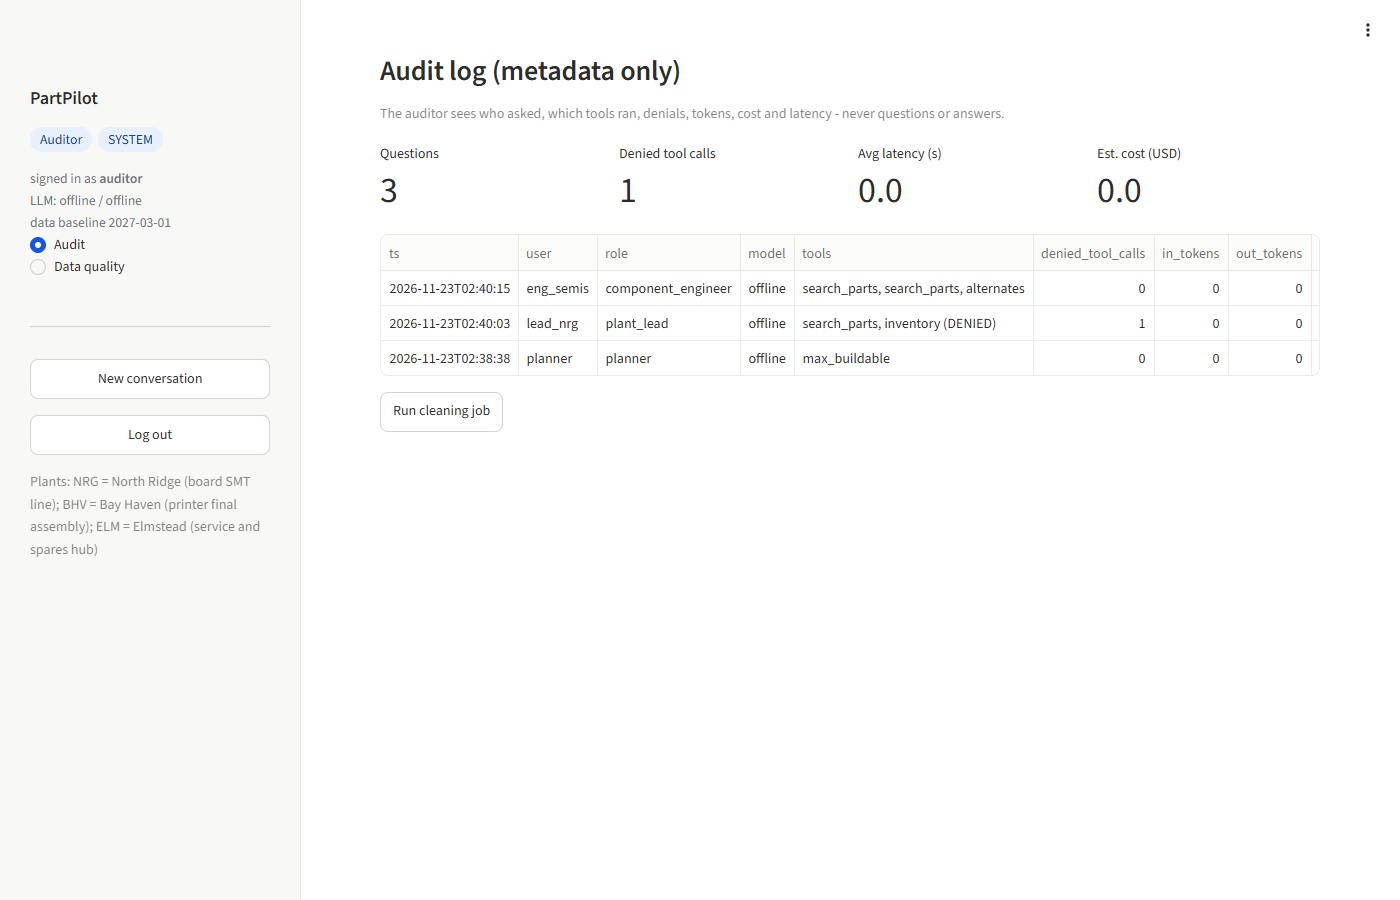 PartPilot
Auditor SYSTEM
signed in as auditor
LLM: offline / offline
data baseline 2027-03-01
Audit
Data quality
New conversation
Log out
Plants: NRG = North Ridge (board SMT
line); BHV = Bay Haven (printer final
assembly); ELM = Elmstead (service and
spares hub)
Audit log (metadata only)
The auditor sees who asked, which tools ran, denials, tokens, cost and latency - never questions or answers.
Questions Denied tool calls Avg latency (s) Est. cost (USD)
3 1 0.0 0.0
ts user role model tools denied_tool_calls in_tokens out_tokens
2026-11-23T02:40:15 eng_semis component_engineer offline search_parts, search_parts, alternates 0 0 0
2026-11-23T02:40:03 lead_nrg plant_lead offline search_parts, inventory (DENIED) 1 0 0
2026-11-23T02:38:38 planner planner offline max_buildable 0 0 0
Run cleaning job